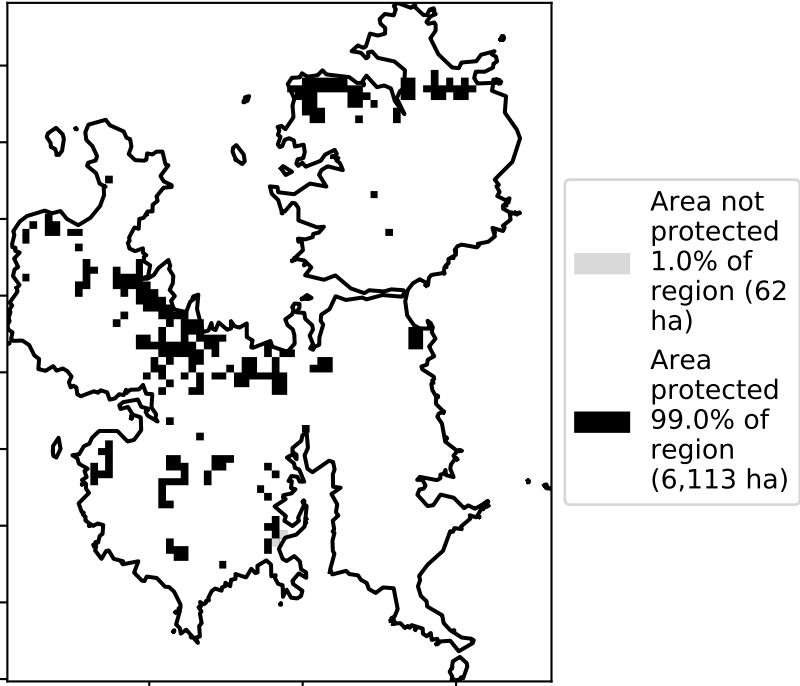 Area not
protected
1.0% of
region (62
ha)
Area
protected
99.0% of
region
(6,113 ha)